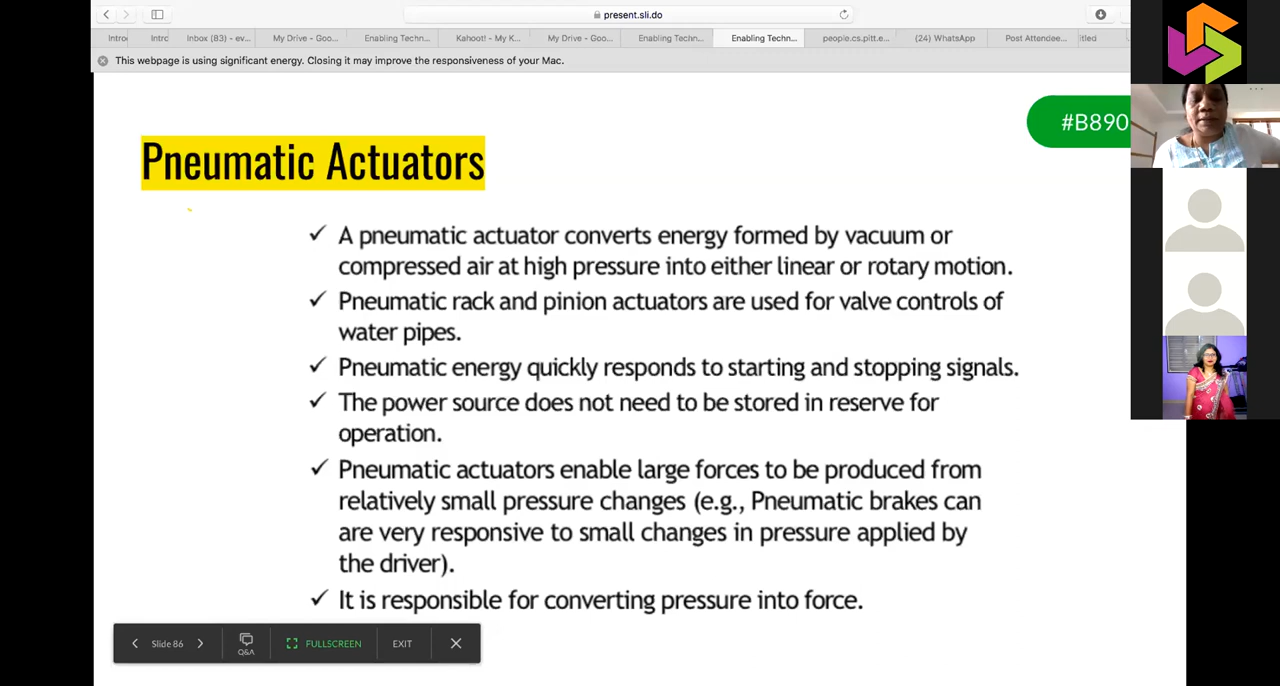 present.sli.do
Intro
Intro
Inbox (83) - ev...
My Drive - Goo...
Enabling Techn...
Kahoot! - My K...
My Drive - Goo...
Enabling Techn...
Enabling Techn...
people.cs.pitt.e...
(24) WhatsApp
Post Attendee...
itled
This webpage is using significant energy. Closing it may improve the responsiveness of your Mac.
#B890
Pneumatic Actuators
✓ A pneumatic actuator converts energy formed by vacuum or
compressed air at high pressure into either linear or rotary motion.
✓ Pneumatic rack and pinion actuators are used for valve controls of
water pipes.
✓ Pneumatic energy quickly responds to starting and stopping signals.
✓ The power source does not need to be stored in reserve for
operation.
✓ Pneumatic actuators enable large forces to be produced from
relatively small pressure changes (e.g., Pneumatic brakes can
are very responsive to small changes in pressure applied by
the driver).
✓ It is responsible for converting pressure into force.
Slide 86
Q&A
FULLSCREEN
EXIT